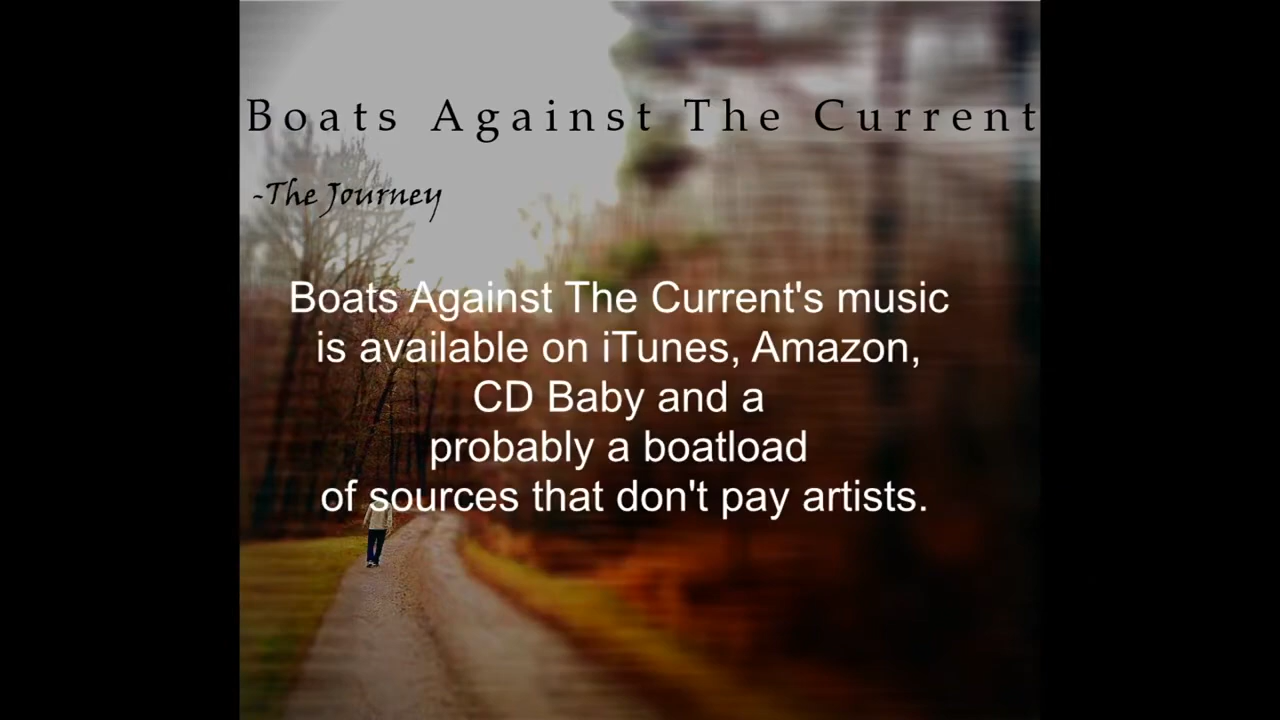 Boats Against The Current
-The Journey
Boats Against The Current's music
is available on iTunes, Amazon,
CD Baby and a
probably a boatload
of sources that don't pay artists.